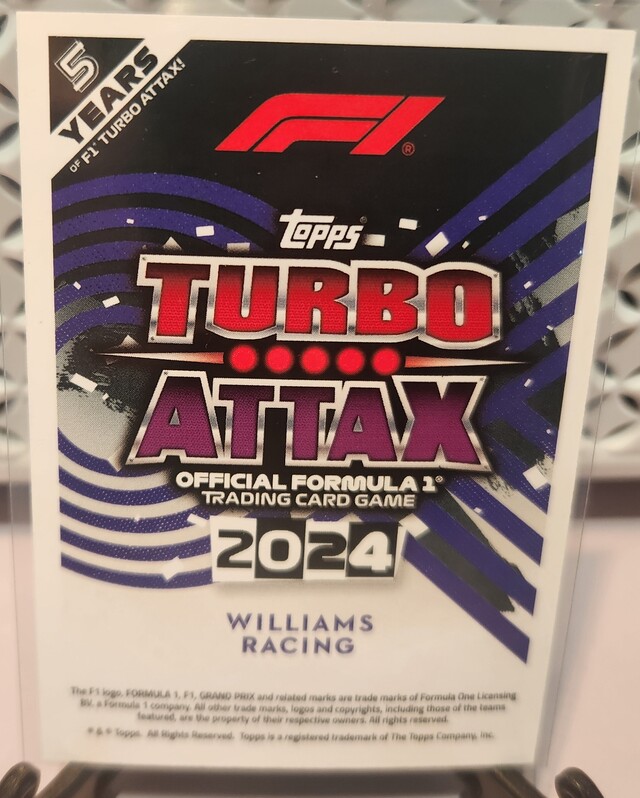 5
YEARS
OF F1® TURBO ATTAX!
F1®
Topps®
TURBO
ATTAX
OFFICIAL FORMULA 1®
TRADING CARD GAME
2024
WILLIAMS
RACING
The F1 logo, FORMULA 1, F1, GRAND PRIX and related marks are trade marks of Formula One Licensing
BV, a Formula 1 company. All other trade marks, logos and copyrights, including those of the teams
featured, are the property of their respective owners. All rights reserved.
® & © Topps. All Rights Reserved. Topps is a registered trademark of The Topps Company, Inc.